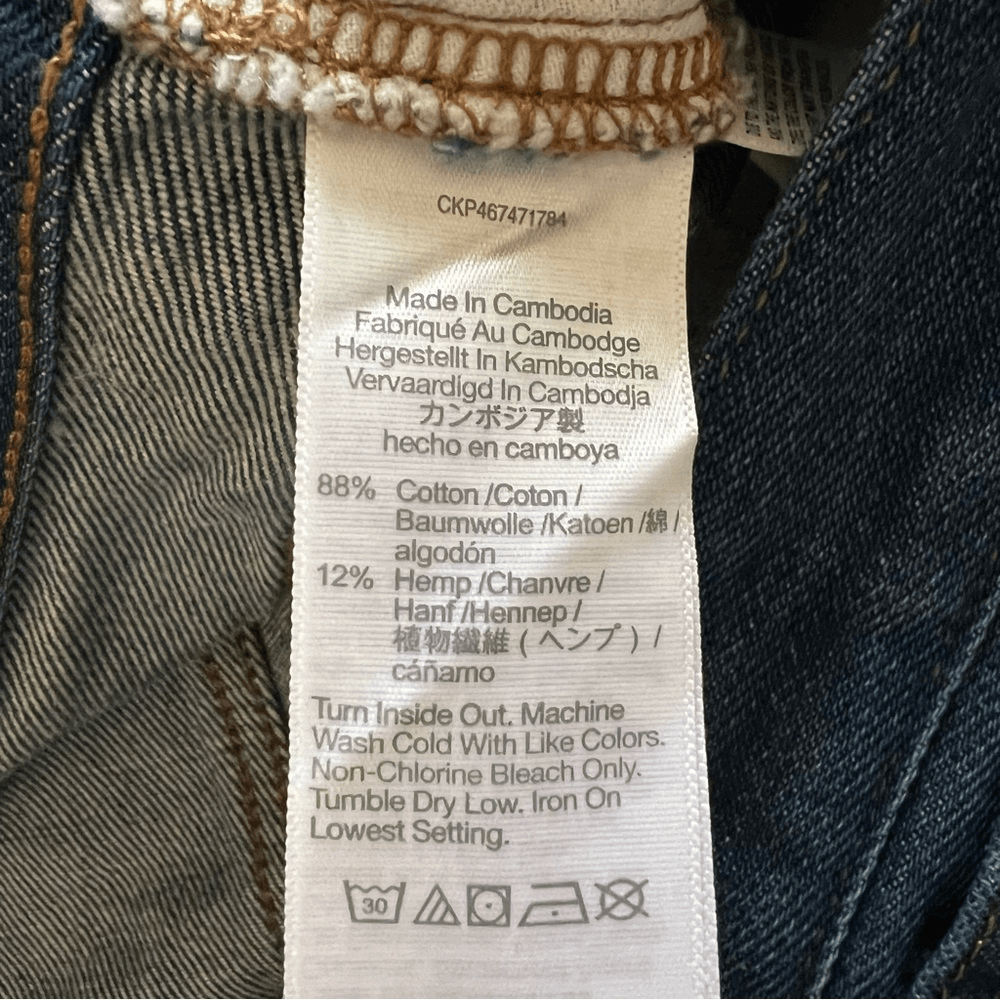 CKP467471784
Made In Cambodia
Fabriqué Au Cambodge
Hergestellt In Kambodscha
Vervaardigd In Cambodja
カンボジア製
hecho en camboya
88% Cotton /Coton /
Baumwolle /Katoen /綿 /
algodón
12% Hemp /Chanvre /
Hanf /Hennep /
植物繊維 ( ヘンプ ) /
cáñamo
Turn Inside Out. Machine
Wash Cold With Like Colors.
Non-Chlorine Bleach Only.
Tumble Dry Low. Iron On
Lowest Setting.
30